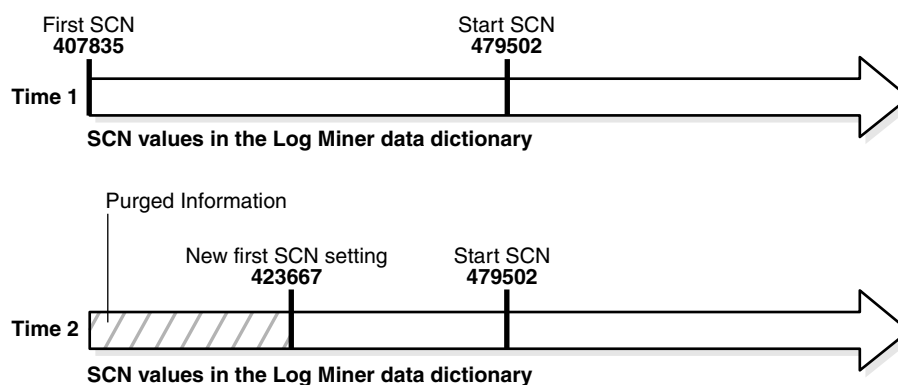 First SCN
407835
Start SCN
479502
Time 1
SCN values in the Log Miner data dictionary
Purged Information
New first SCN setting
423667
Start SCN
479502
Time 2
SCN values in the Log Miner data dictionary